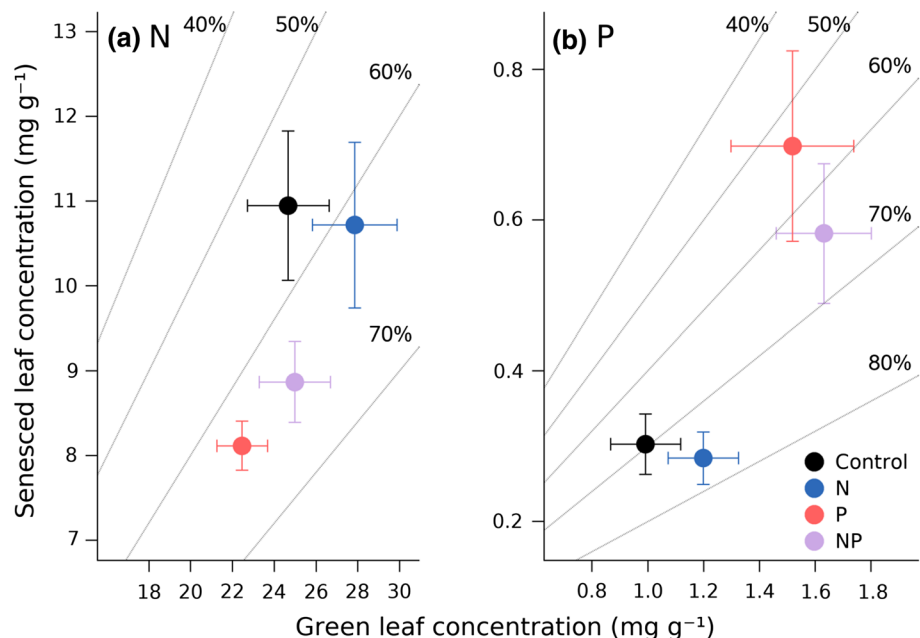 (a) N
40%
50%
60%
70%
13
12
11
10
9
8
7
18 20 22 24 26 28 30
Senesced leaf concentration (mg g⁻¹)
(b) P
40%
50%
60%
70%
80%
0.8
0.6
0.4
0.2
0.8 1.0 1.2 1.4 1.6 1.8
Control
N
P
NP
Green leaf concentration (mg g⁻¹)